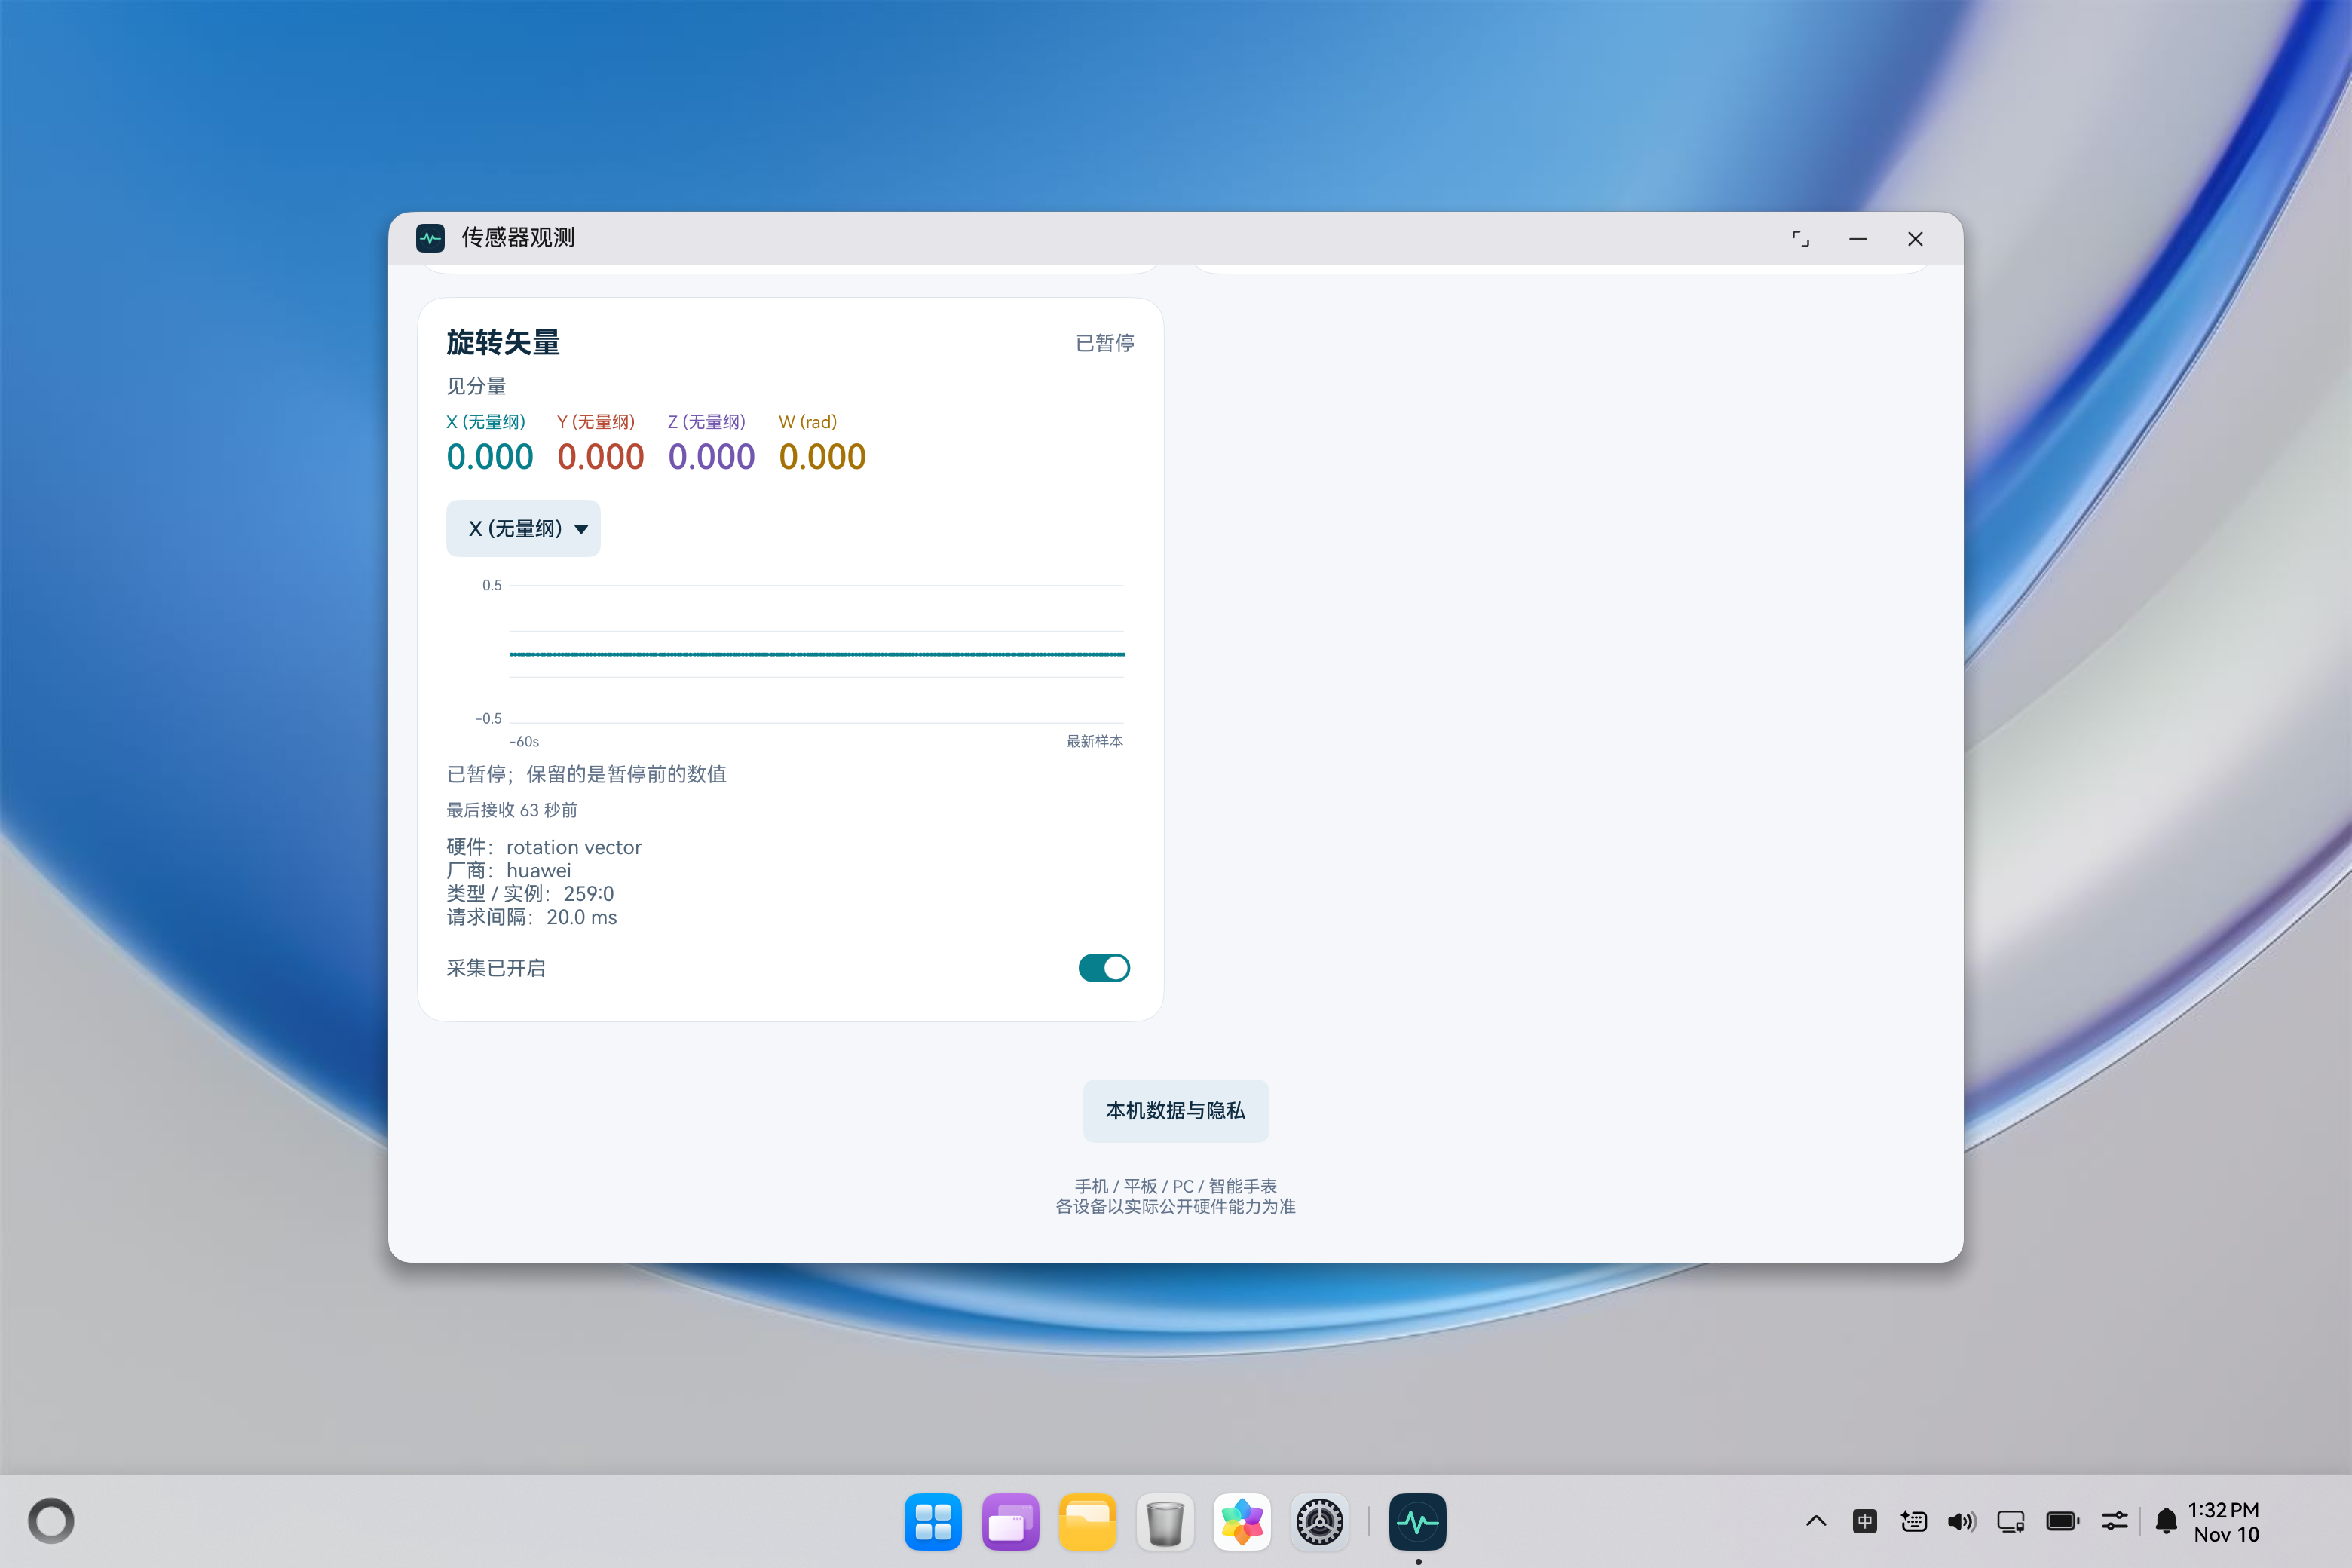 传感器观测
旋转矢量
已暂停
见分量
X (无量纲) Y (无量纲) Z (无量纲) W (rad)
0.000 0.000 0.000 0.000
X (无量纲)
0.5
-0.5
-60s
最新样本
已暂停；保留的是暂停前的数值
最后接收 63 秒前
硬件：rotation vector
厂商：huawei
类型 / 实例：259:0
请求间隔：20.0 ms
采集已开启
本机数据与隐私
手机 / 平板 / PC / 智能手表
各设备以实际公开硬件能力为准
中
1:32 PM
Nov 10